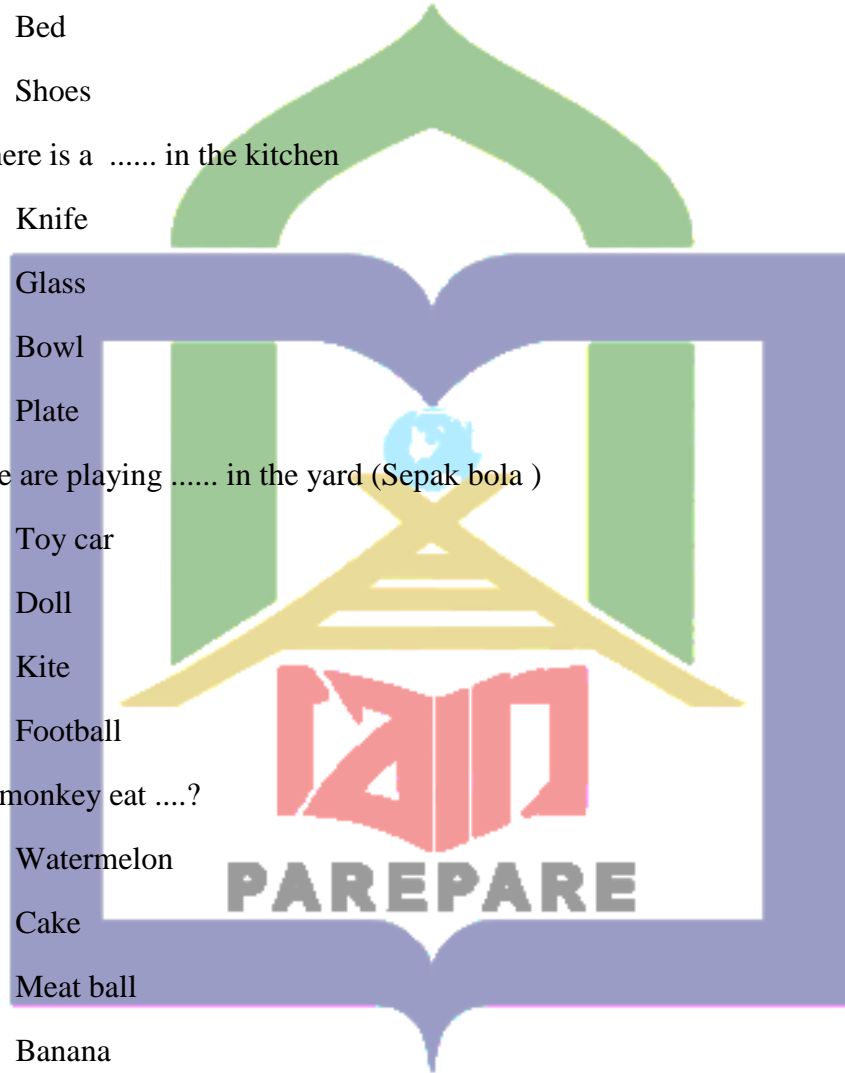 Bed
Shoes
here is a ...... in the kitchen
Knife
Glass
Bowl
Plate
e are playing ...... in the yard (Sepak bola )
Toy car
Doll
Kite
Football
monkey eat ....?
Watermelon
PAREPARE
Cake
Meat ball
Banana